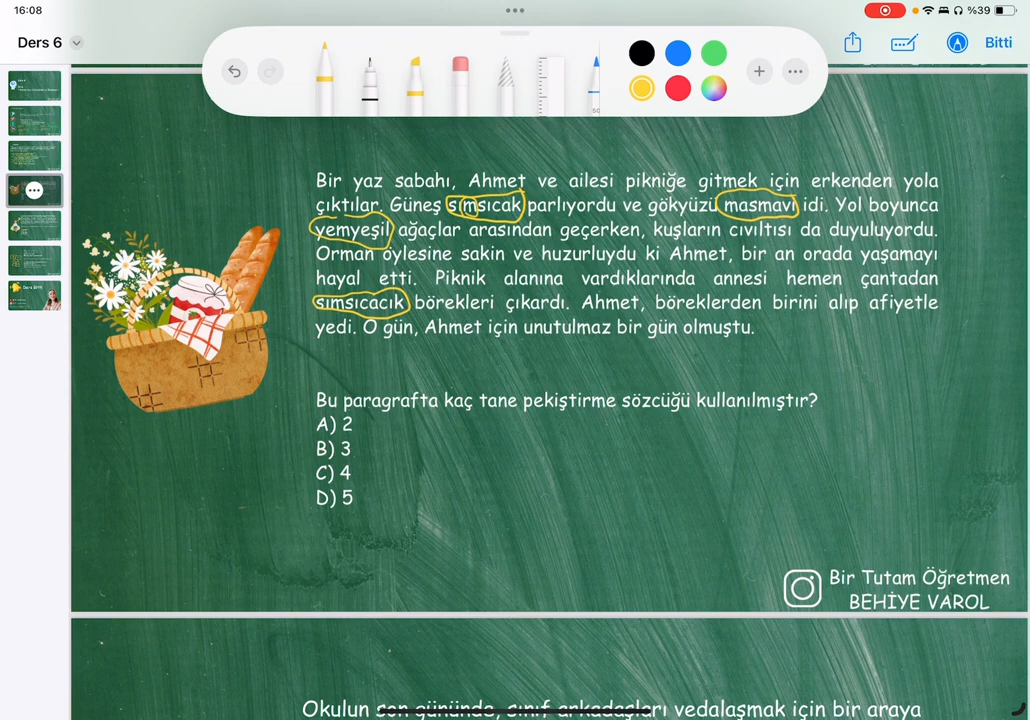 16:08
%39
Ders 6
Bitti
50
Bir yaz sabahı, Ahmet ve ailesi pikniğe gitmek için erkenden yola
çıktılar. Güneş sımsıcak parlıyordu ve gökyüzü masmavi idi. Yol boyunca
yemyeşil ağaçlar arasından geçerken, kuşların cıvıltısı da duyuluyordu.
Orman öylesine sakin ve huzurluydu ki Ahmet, bir an orada yaşamayı
hayal etti. Piknik alanına vardıklarında annesi hemen çantadan
sımsıcacık börekleri çıkardı. Ahmet, böreklerden birini alıp afiyetle
yedi. O gün, Ahmet için unutulmaz bir gün olmuştu.
Bu paragrafta kaç tane pekiştirme sözcüğü kullanılmıştır?
A) 2
B) 3
C) 4
D) 5
Bir Tutam Öğretmen
BEHİYE VAROL
Okulun son gününde, sınıf arkadaşları vedalaşmak için bir araya